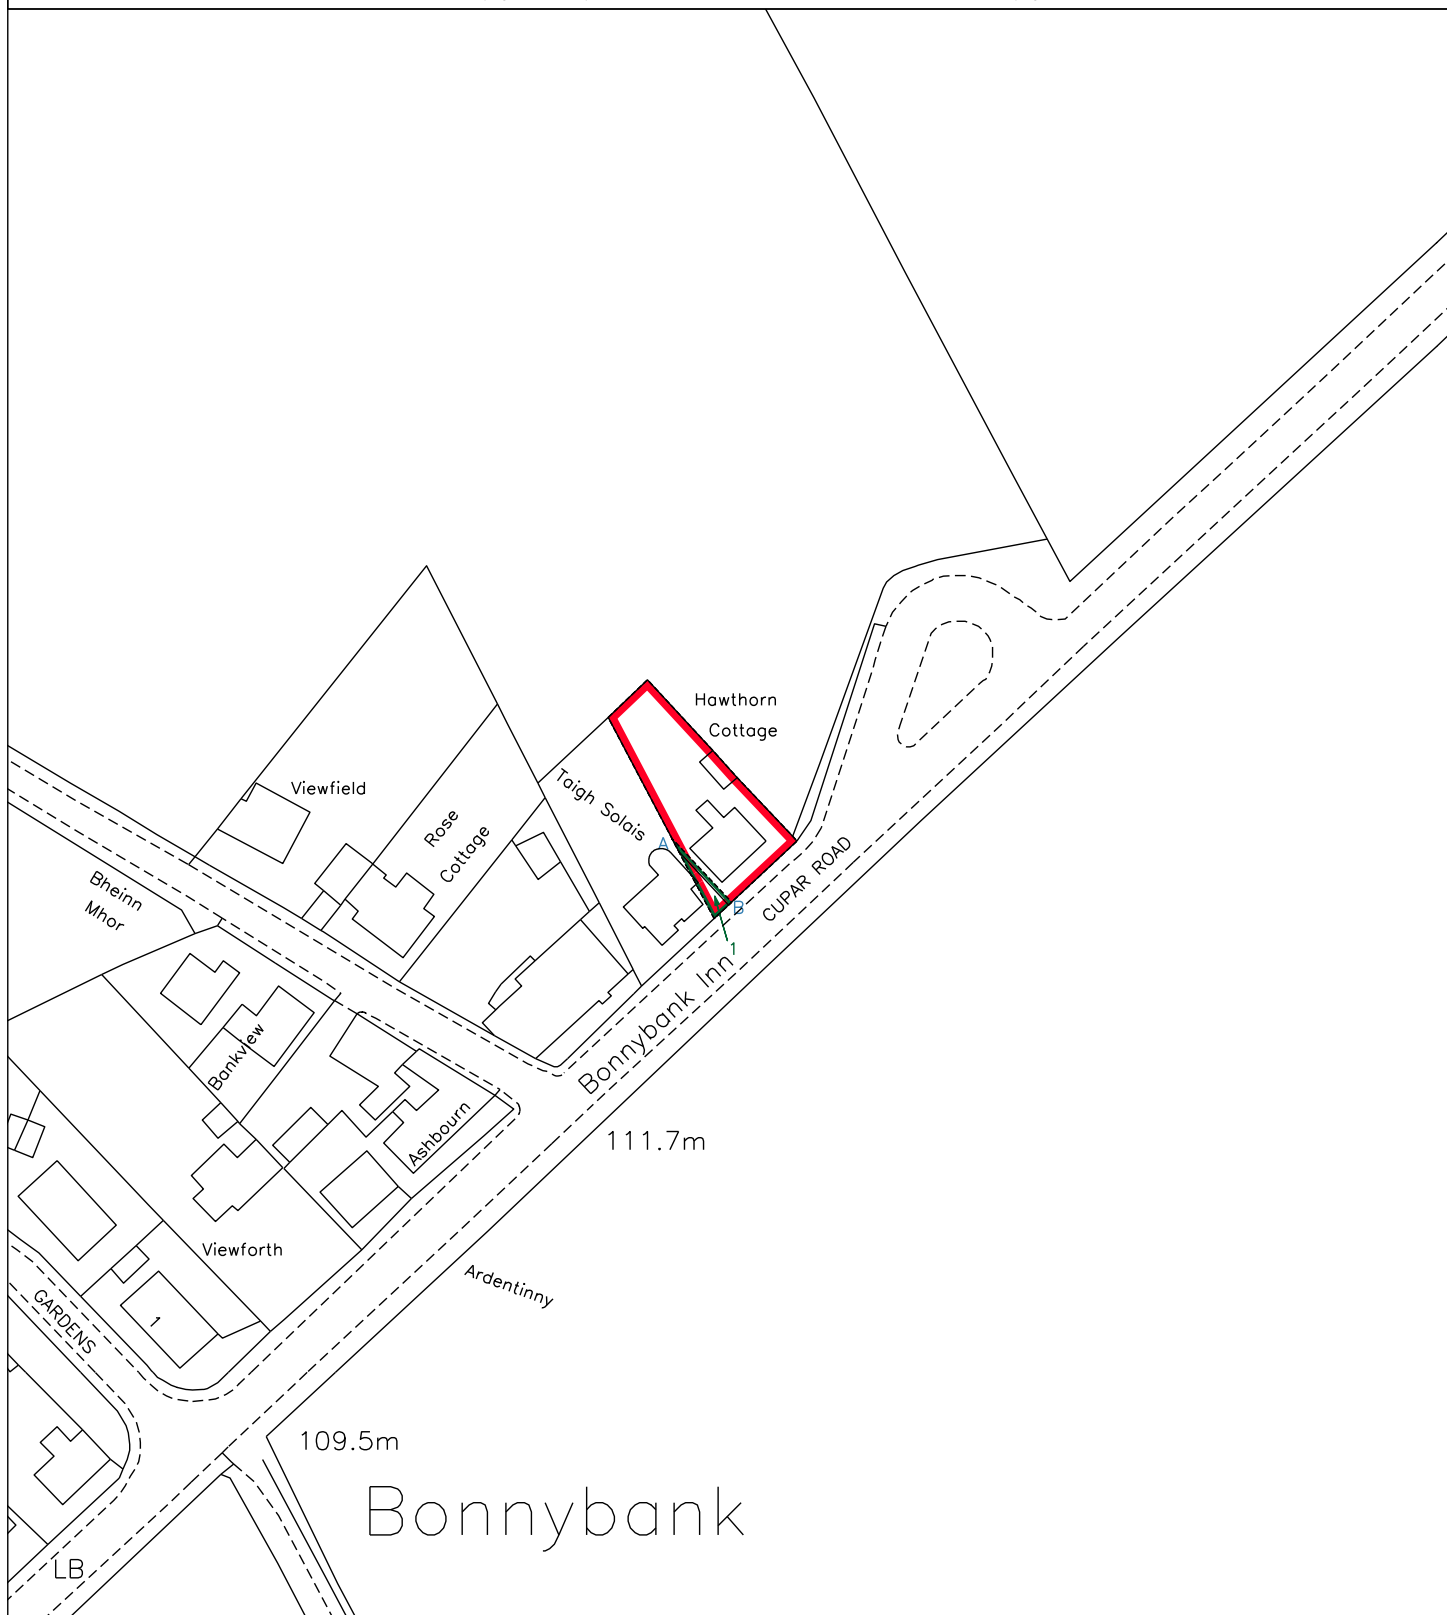 Hawthorn
Cottage
Viewfield
Taigh Solais
Rose
Cottage
A
B
1
CUPAR ROAD
Bheinn
Mhor
Bonnybank Inn
Bankview
Ashbourn
111.7m
Viewforth
Ardentinny
GARDENS
1
109.5m
Bonnybank
LB